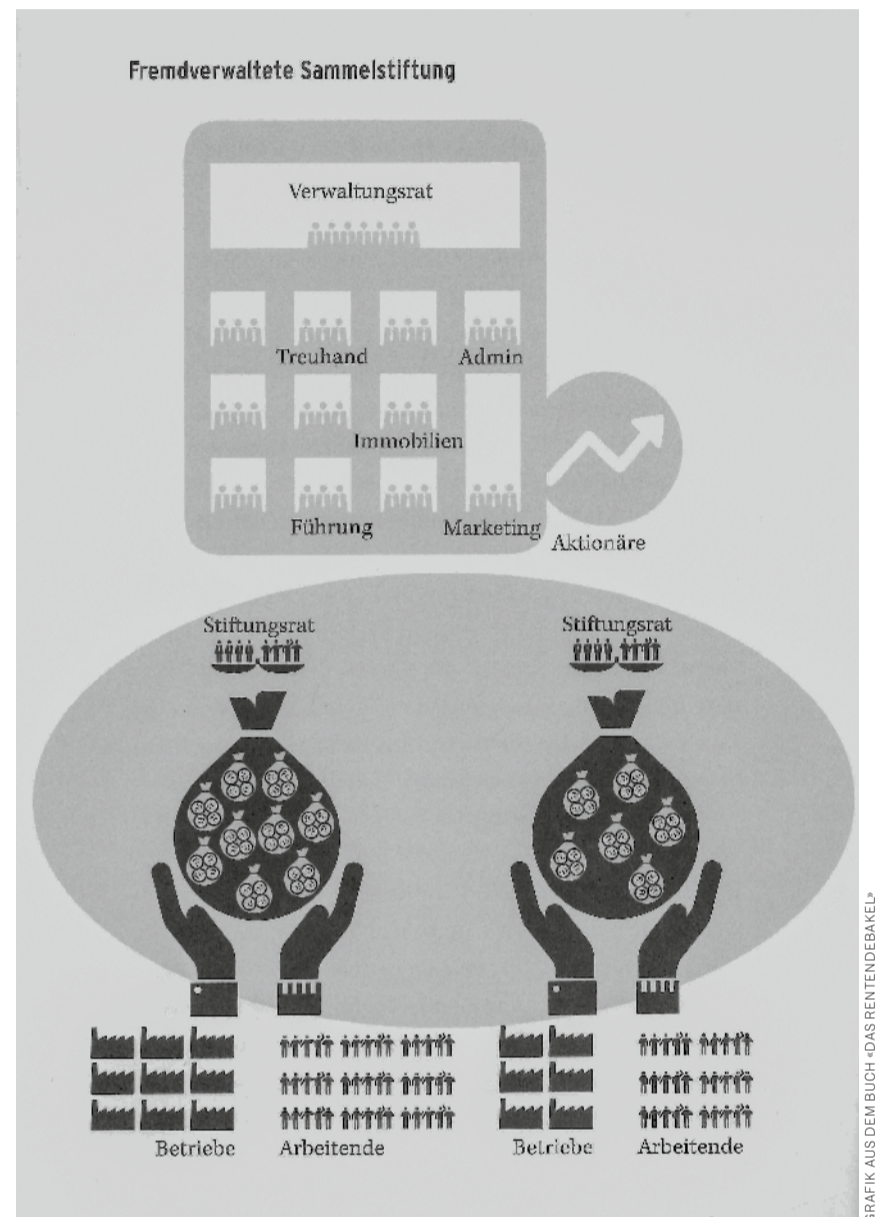 Fremdverwaltete Sammelstiftung
Verwaltungsrat
Treuhand
Admin
Immobilien
Führung
Marketing
Aktionäre
Stiftungsrat
Stiftungsrat
Betriebe
Arbeitende
Betriebe
Arbeitende
GRAFIK AUS DEM BUCH «DAS RENTENDEBAKEL»